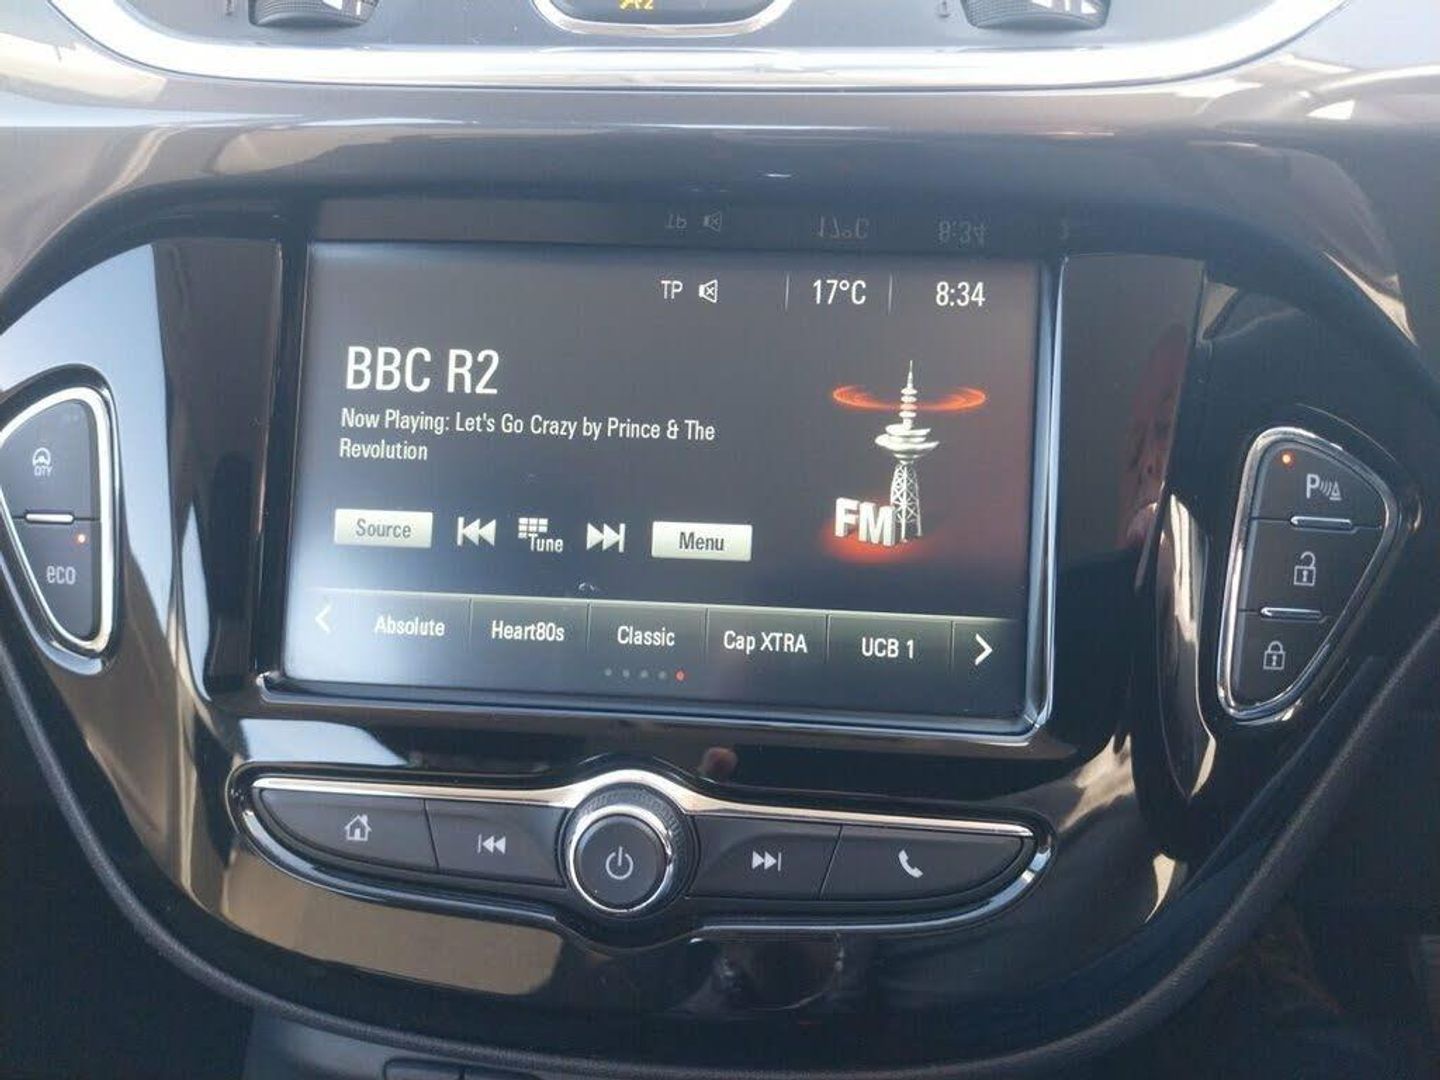 TP 17°C 8:34
BBC R2
Now Playing: Let's Go Crazy by Prince & The
Revolution
FM
Source Tune Menu
Absolute Heart80s Classic Cap XTRA UCB 1
CITY
eco
P